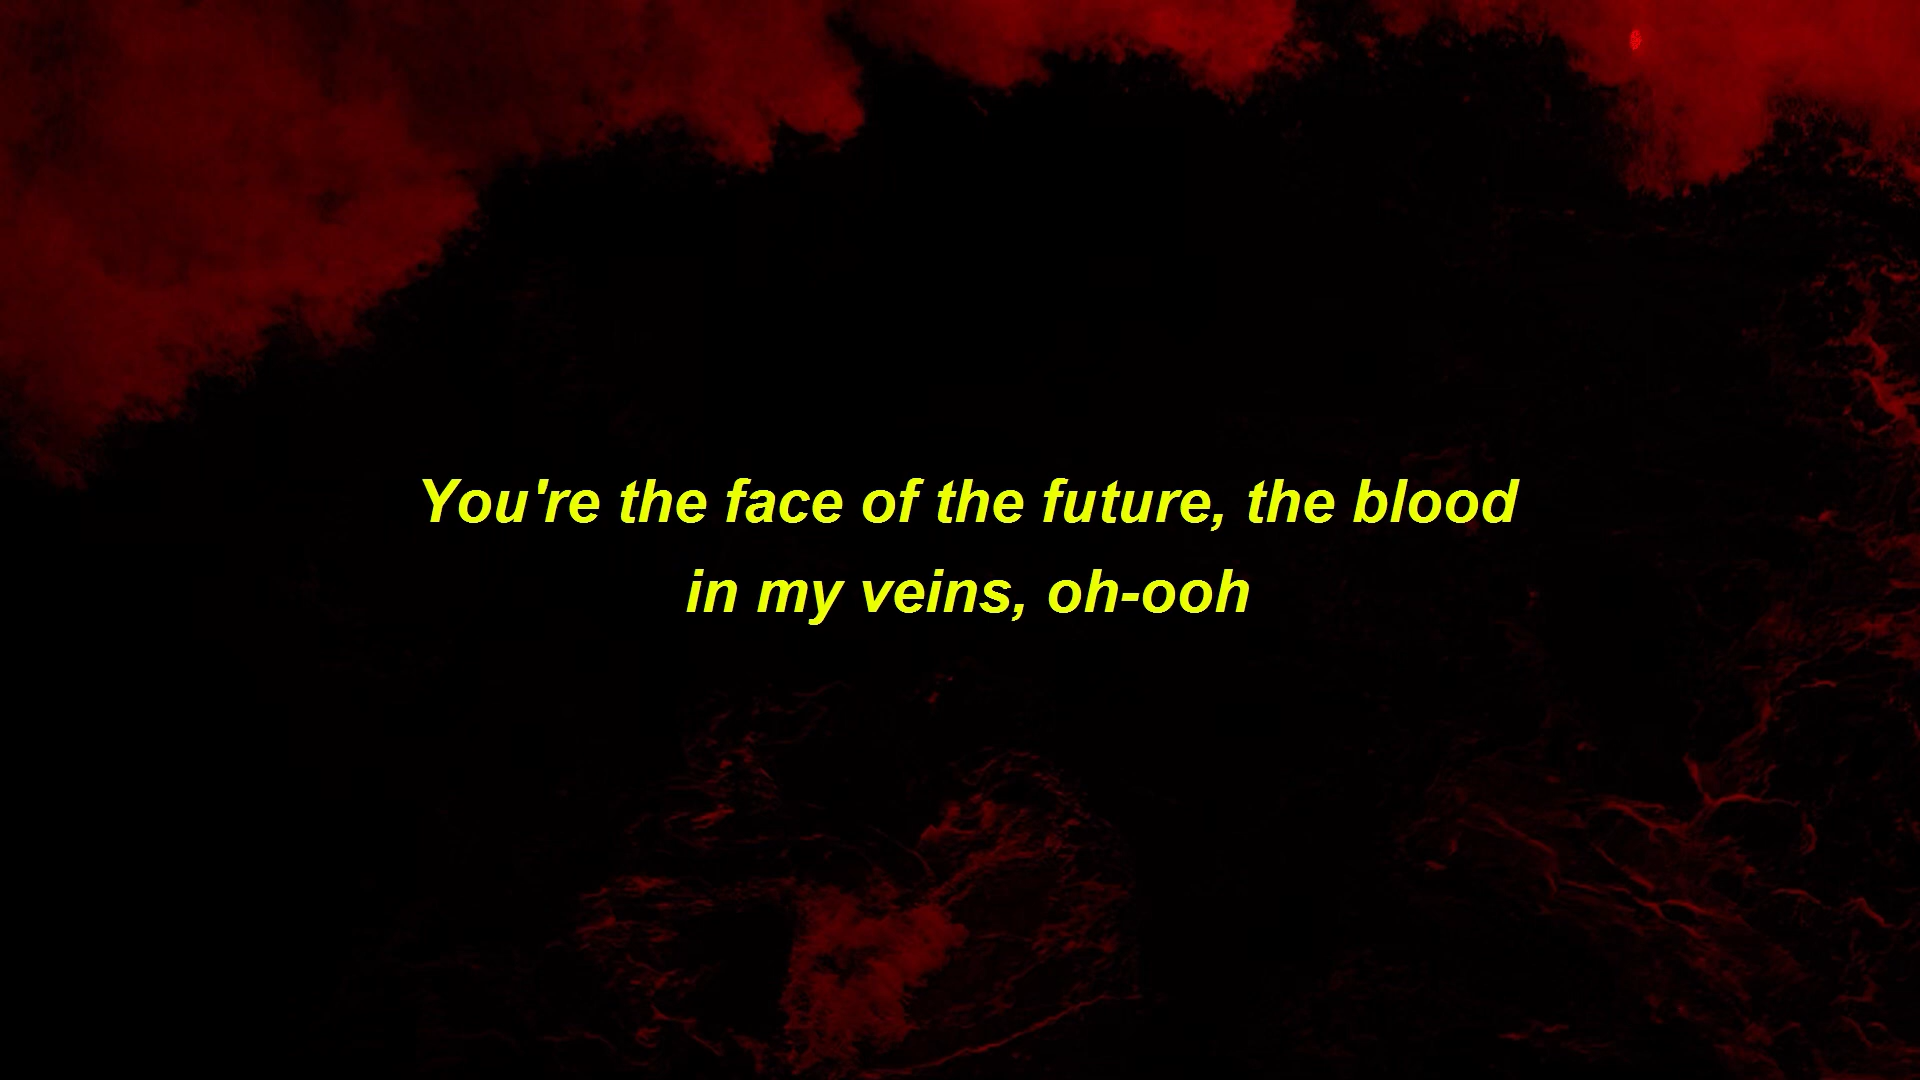 You're the face of the future, the blood
in my veins, oh-ooh